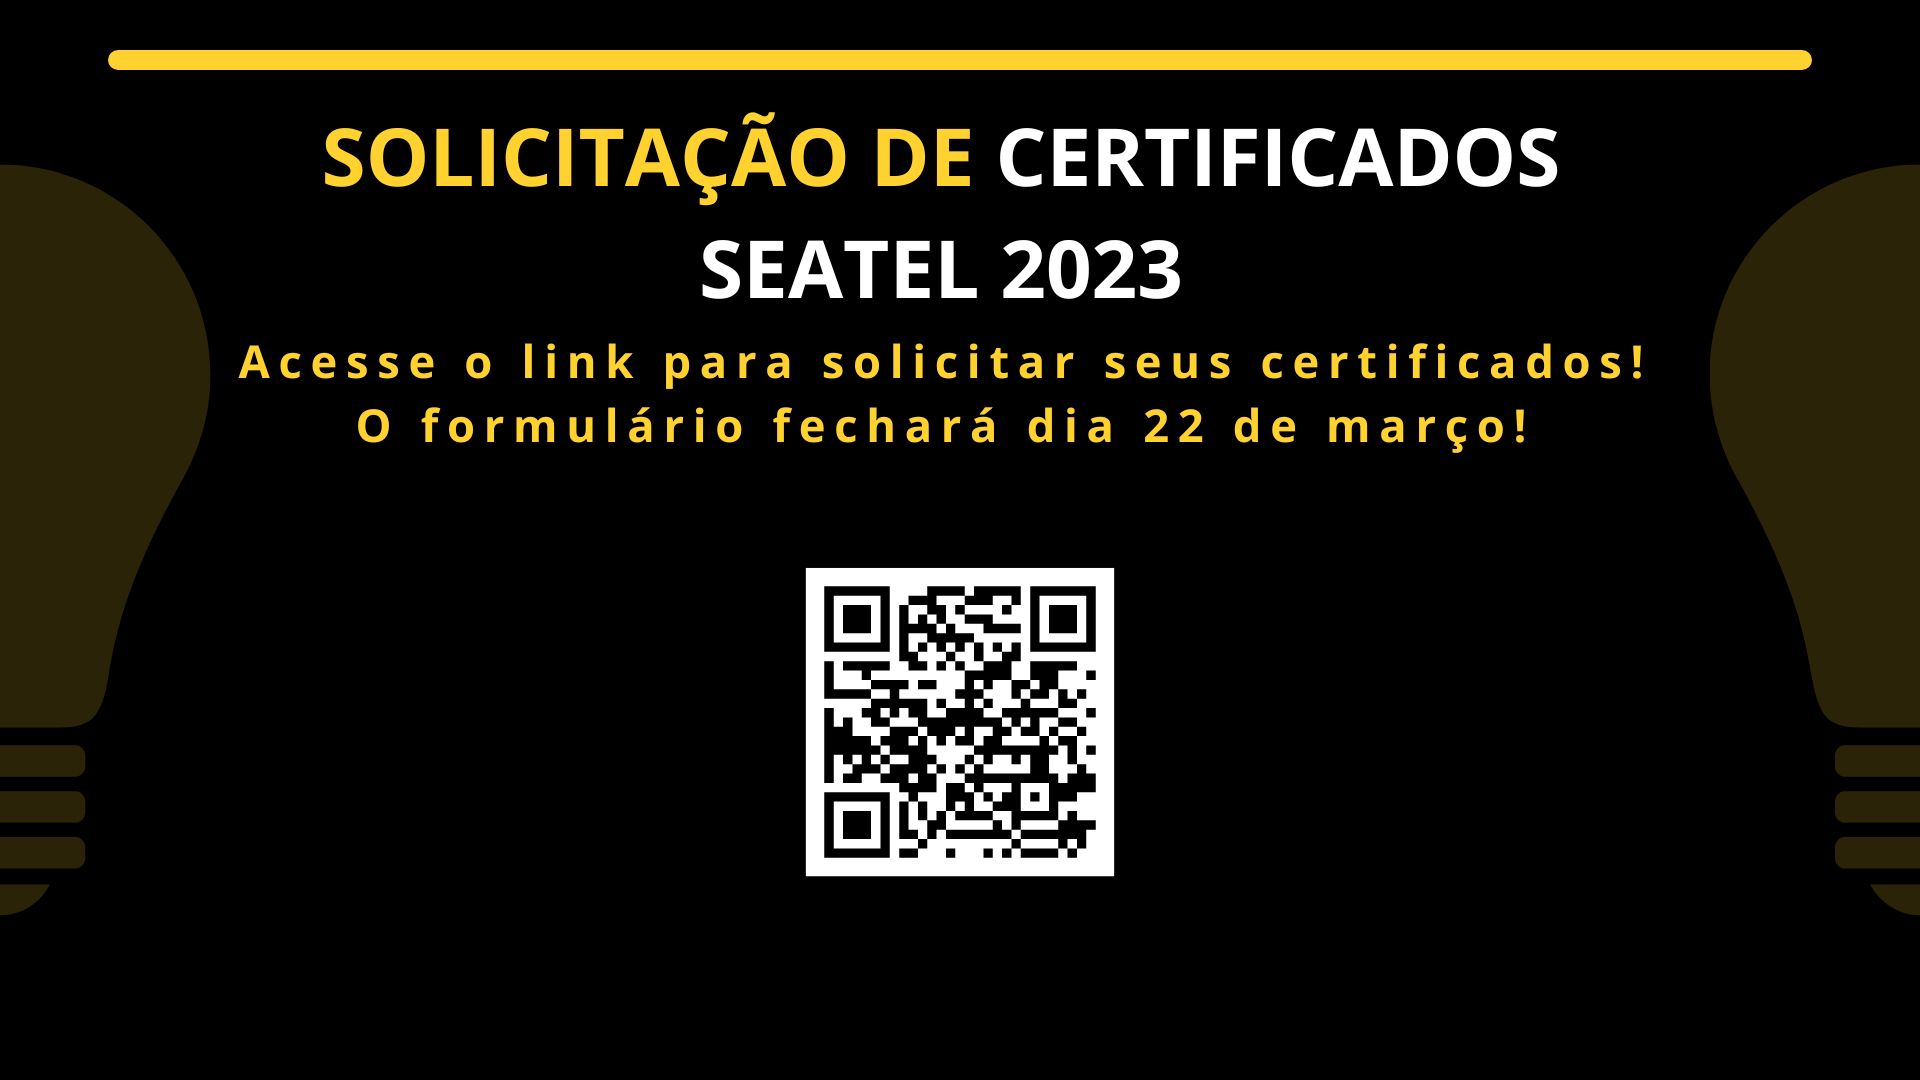 SOLICITAÇÃO DE CERTIFICADOS
SEATEL 2023
Acesse o link para solicitar seus certificados!
O formulário fechará dia 22 de março!